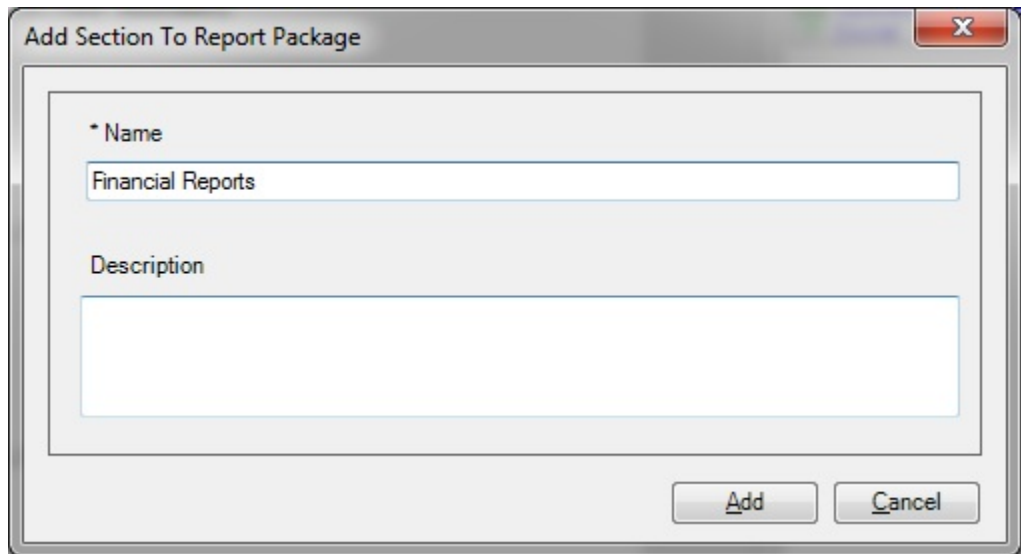 Add Section To Report Package
* Name
Financial Reports
Description
Add
Cancel